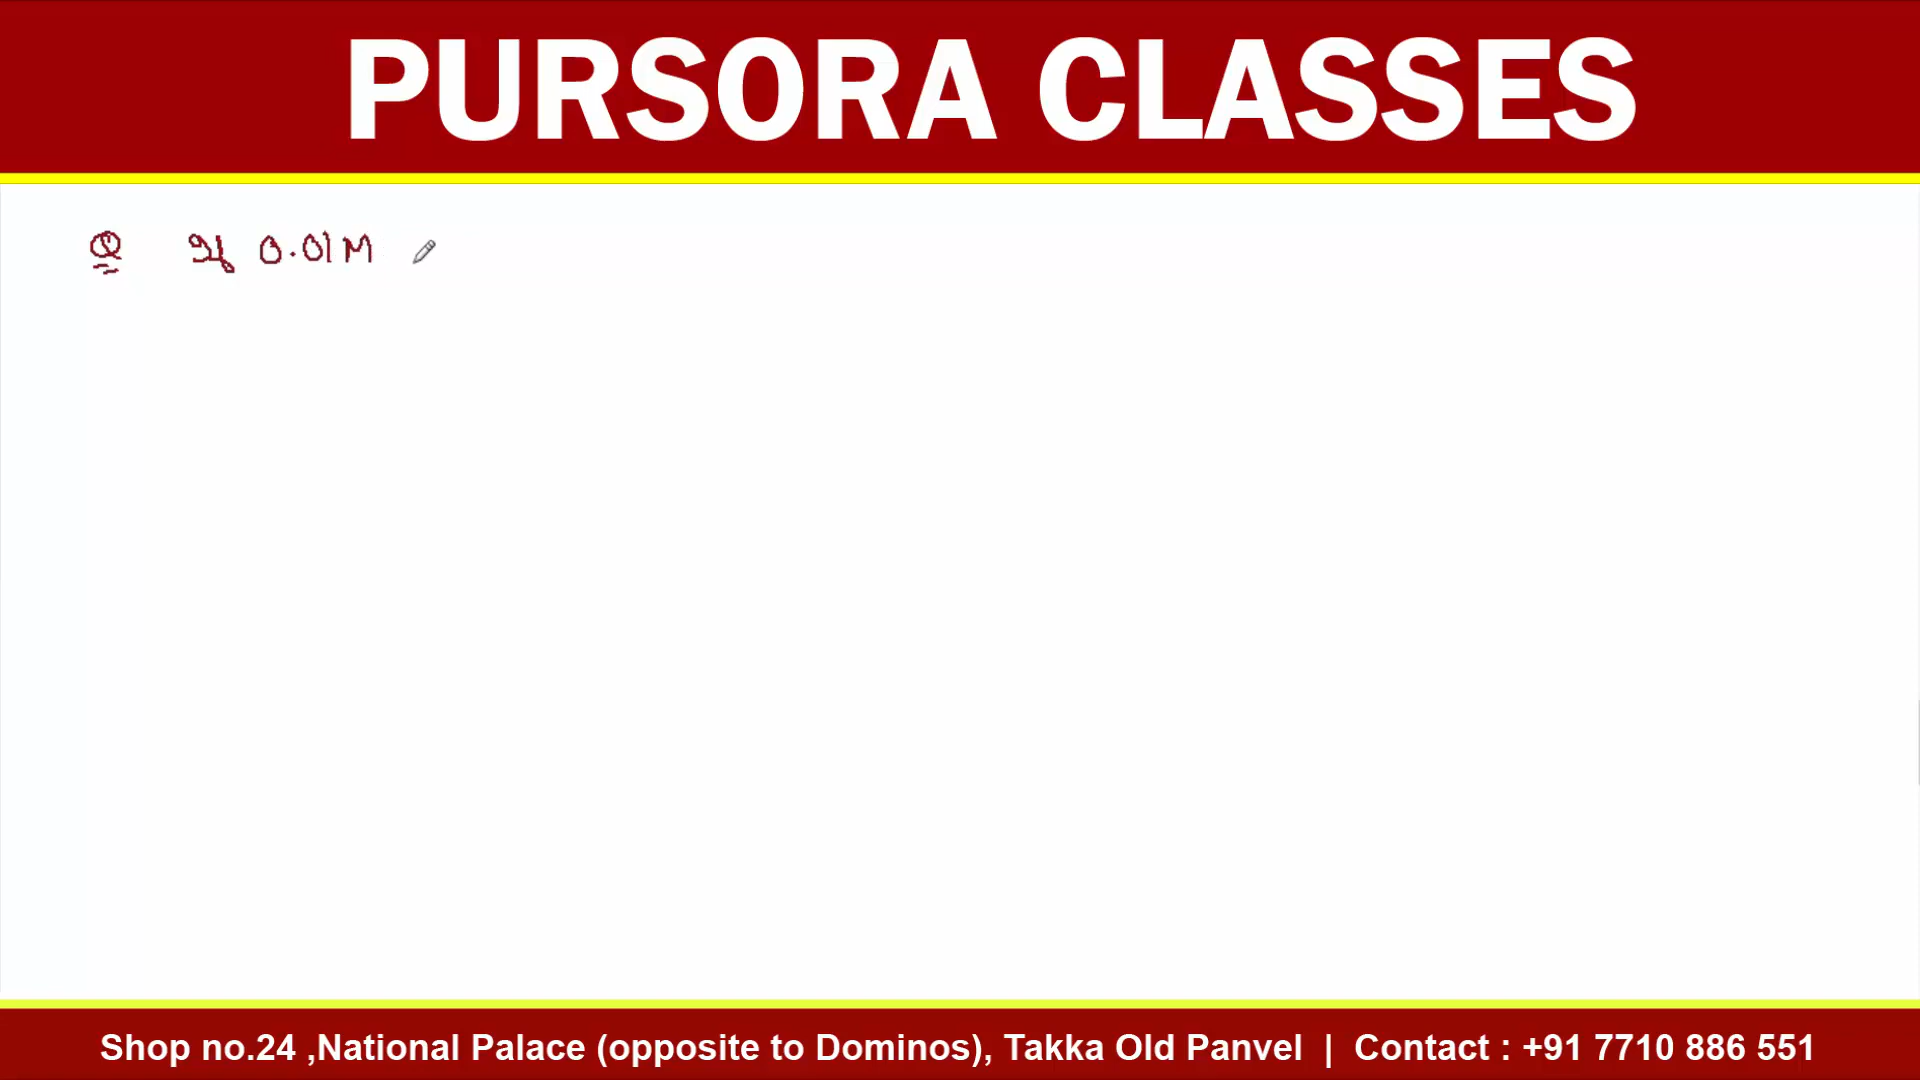 PURSORA CLASSES
Q 0.01M
Shop no.24 ,National Palace (opposite to Dominos), Takka Old Panvel | Contact : +91 7710 886 551